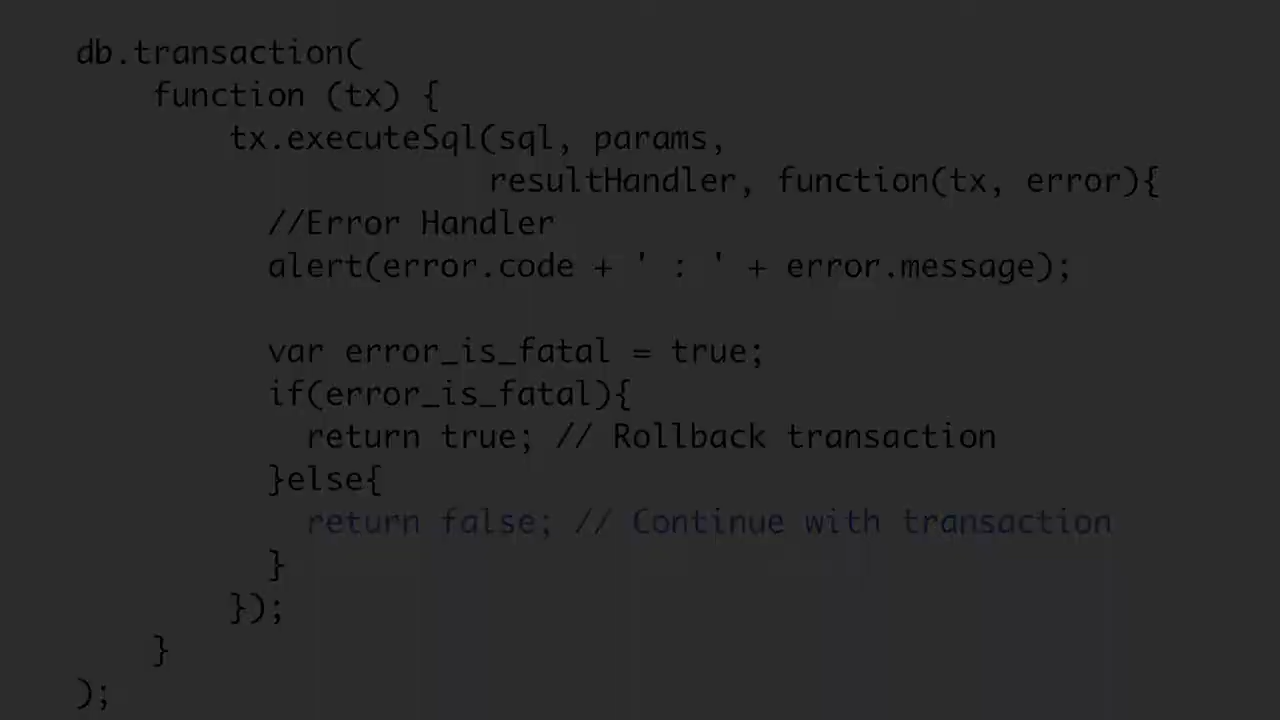 db.transaction(
    function (tx) {
        tx.executeSql(sql, params,
                      resultHandler, function(tx, error){
          //Error Handler
          alert(error.code + ' : ' + error.message);

          var error_is_fatal = true;
          if(error_is_fatal){
            return true; // Rollback transaction
          }else{
            return false; // Continue with transaction
          }
        });
    }
);